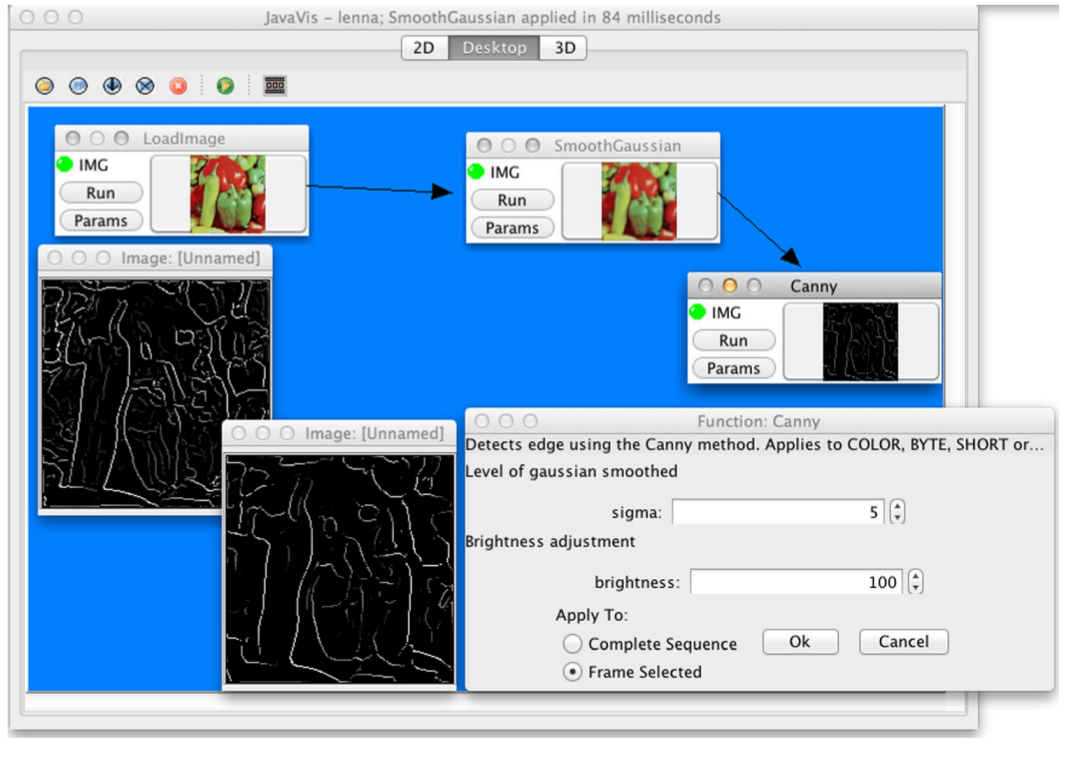 JavaVis – lenna; SmoothGaussian applied in 84 milliseconds
2D Desktop 3D
LoadImage
IMG
Run
Params
SmoothGaussian
IMG
Run
Params
Image: [Unnamed]
Canny
IMG
Run
Params
Image: [Unnamed]
Function: Canny
Detects edge using the Canny method. Applies to COLOR, BYTE, SHORT or...
Level of gaussian smoothed
sigma: 5
Brightness adjustment
brightness: 100
Apply To:
Complete Sequence Ok Cancel
Frame Selected